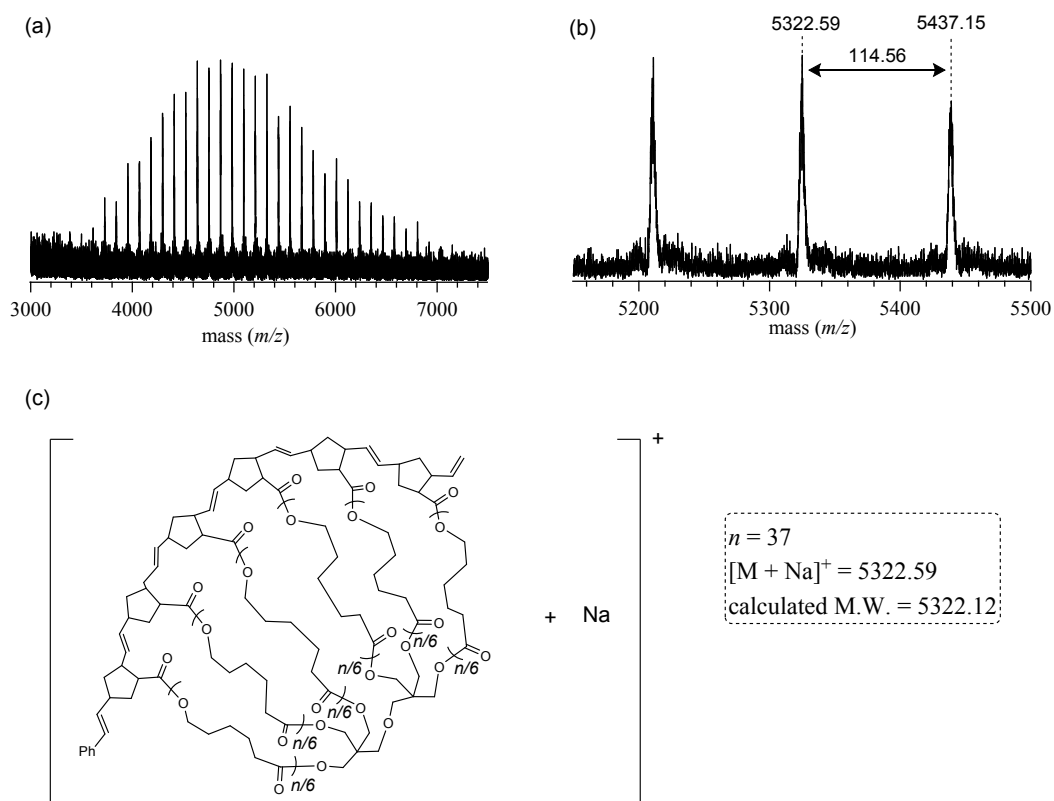 (a)
3000 4000 5000 6000 7000
mass (m/z)
(b)
5322.59 5437.15
114.56
5200 5300 5400 5500
mass (m/z)
(c)
+
O O O O
O O O O
O O
O O
O O O O
n/6 n/6 n/6
O O O
n/6
O O
n/6
Ph O O
n/6
O
+ Na
n = 37
[M + Na]+ = 5322.59
calculated M.W. = 5322.12